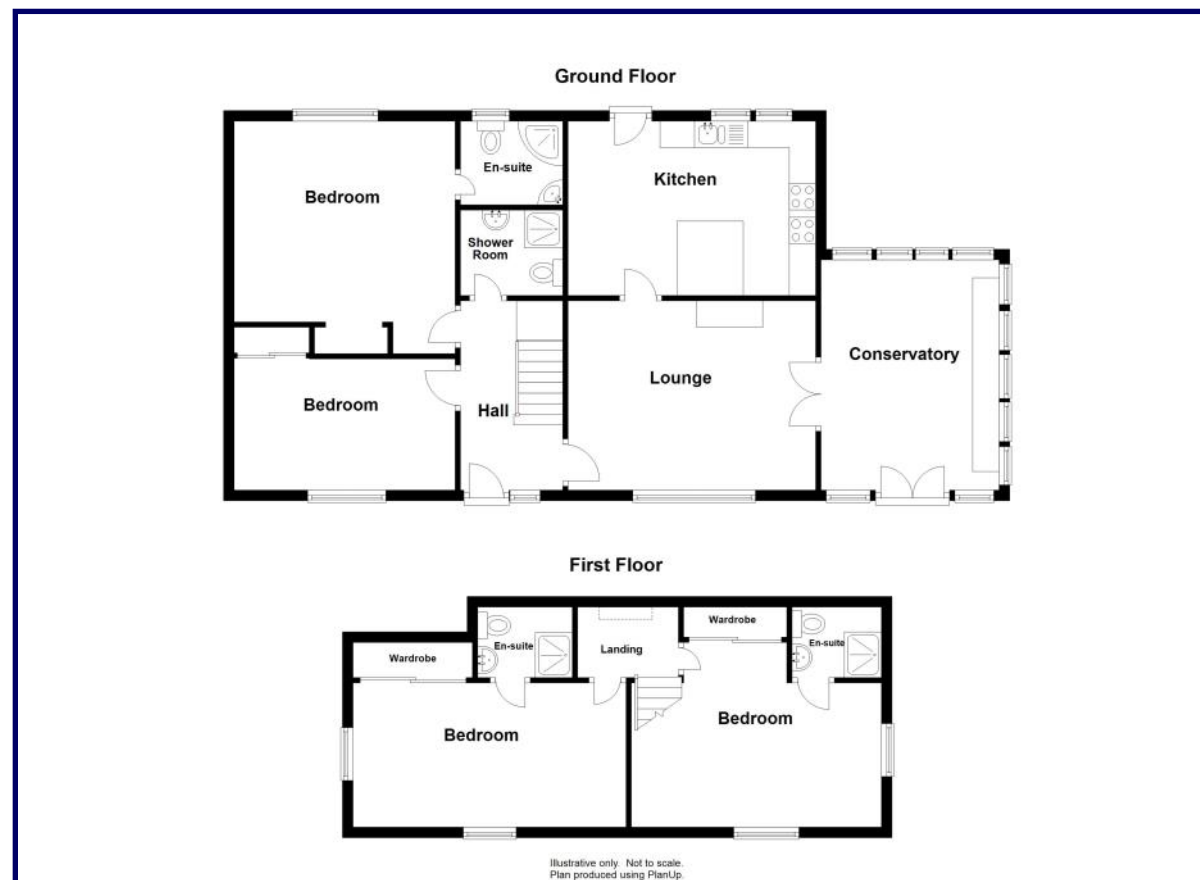 Ground Floor
En-suite
Kitchen
Bedroom
Shower
Room
Conservatory
Lounge
Bedroom
Hall
First Floor
Wardrobe
En-suite
Landing
Wardrobe
En-suite
Bedroom
Bedroom
Illustrative only. Not to scale.
Plan produced using PlanUp.